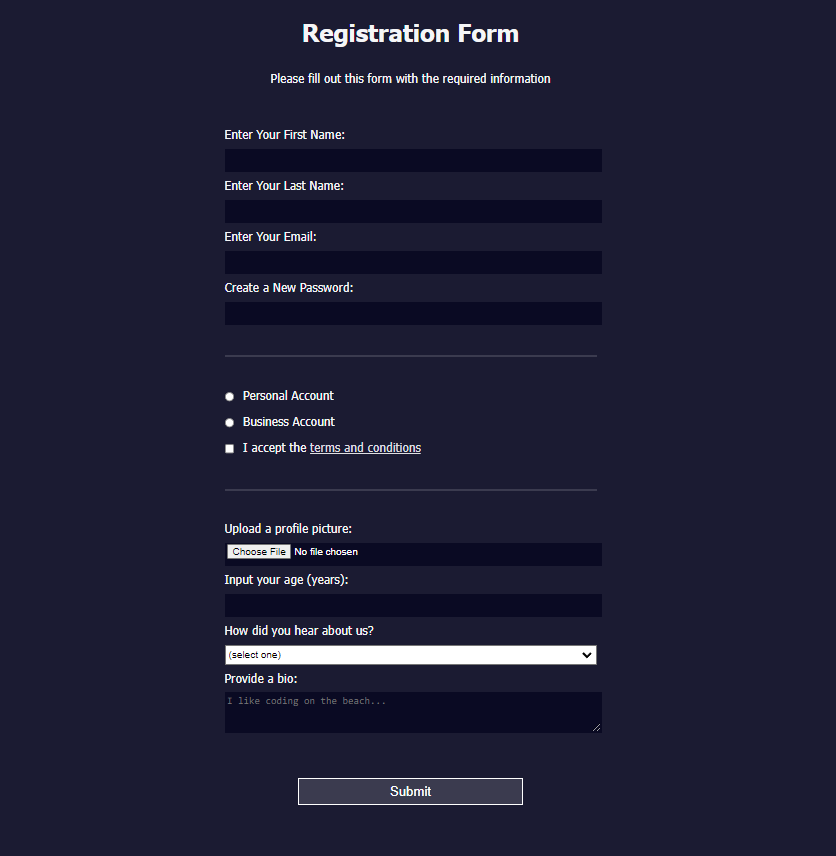 Registration Form
Please fill out this form with the required information
Enter Your First Name:
Enter Your Last Name:
Enter Your Email:
Create a New Password:
Personal Account
Business Account
I accept the terms and conditions
Upload a profile picture:
Choose File No file chosen
Input your age (years):
How did you hear about us?
(select one)
Provide a bio:
I like coding on the beach...
Submit